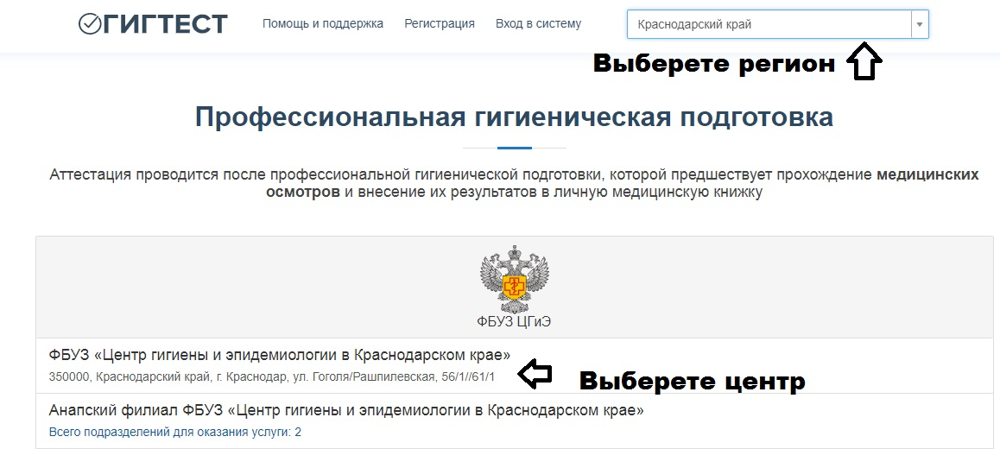 ГИГТЕСТ
Помощь и поддержка Регистрация Вход в систему Краснодарский край
Выберете регион
Профессиональная гигиеническая подготовка
Аттестация проводится после профессиональной гигиенической подготовки, которой предшествует прохождение медицинских
осмотров и внесение их результатов в личную медицинскую книжку
ФБУЗ ЦГиЭ
ФБУЗ «Центр гигиены и эпидемиологии в Краснодарском крае»
350000, Краснодарский край, г. Краснодар, ул. Гоголя/Рашпилевская, 56/1//61/1
Выберете центр
Анапский филиал ФБУЗ «Центр гигиены и эпидемиологии в Краснодарском крае»
Всего подразделений для оказания услуги: 2